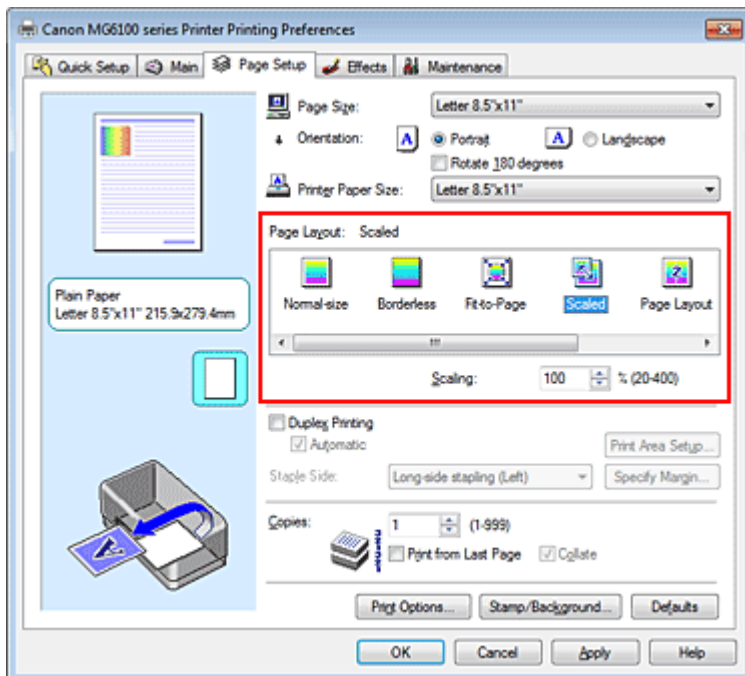 Canon MG6100 series Printer Printing Preferences
Quick Setup Main Page Setup Effects Maintenance
Page Size: Letter 8.5"x11"
Orientation: A Portrait A Landscape
Rotate 180 degrees
Printer Paper Size: Letter 8.5"x11"
Page Layout: Scaled
Normal-size Borderless Fit-to-Page Scaled Page Layout
Plain Paper
Letter 8.5"x11" 215.9x279.4mm
Scaling: 100 % (20-400)
Duplex Printing
Automatic Print Area Setup...
Staple Side: Long-side stapling (Left) Specify Margin...
Copies: 1 (1-999)
Print from Last Page Collate
Print Options... Stamp/Background... Defaults
OK Cancel Apply Help